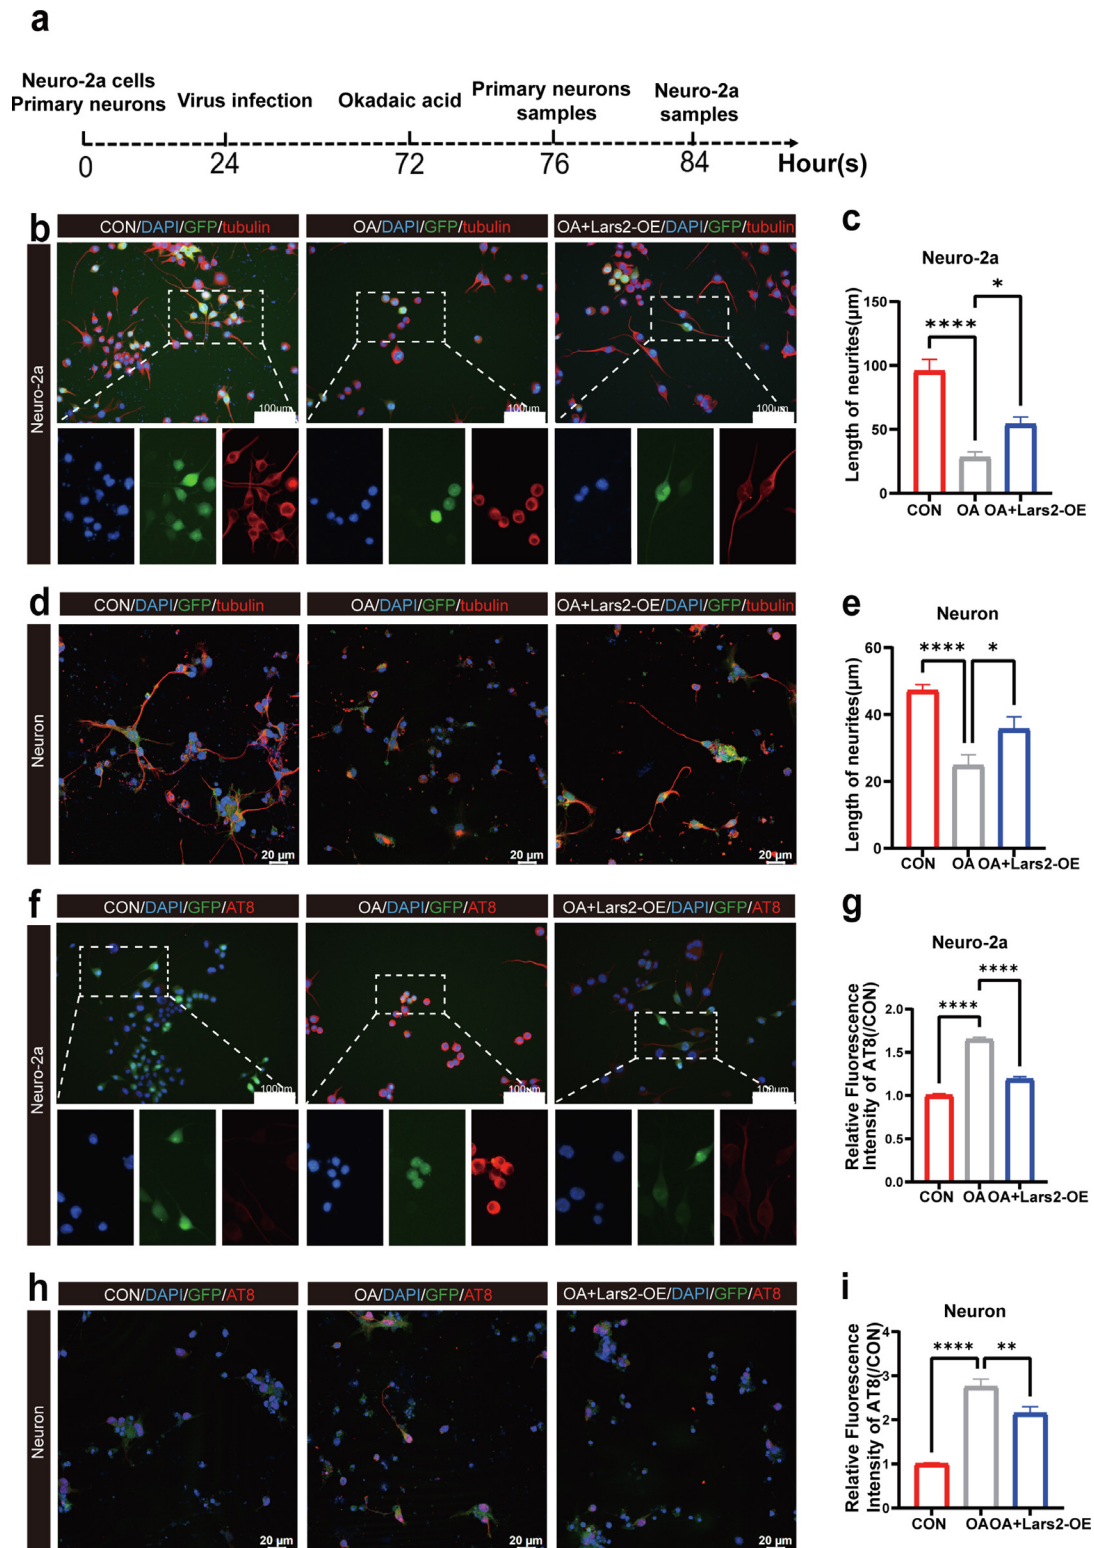 a
Neuro-2a cells
Primary neurons
Virus infection
Okadaic acid
Primary neurons
samples
Neuro-2a
samples
0
24
72
76
84
Hour(s)
b
CON/DAPI/GFP/tubulin
OA/DAPI/GFP/tubulin
OA+Lars2-OE/DAPI/GFP/tubulin
Neuro-2a
100μm
100μm
100μm
c
Neuro-2a
Length of neurites(μm)
150
100
50
0
****
*
CON
OA
OA+Lars2-OE
d
CON/DAPI/GFP/tubulin
OA/DAPI/GFP/tubulin
OA+Lars2-OE/DAPI/GFP/tubulin
Neuron
20 μm
20 μm
20 μm
e
Neuron
Length of neurites(μm)
60
40
20
0
****
*
CON
OA
OA+Lars2-OE
f
CON/DAPI/GFP/AT8
OA/DAPI/GFP/AT8
OA+Lars2-OE/DAPI/GFP/AT8
Neuro-2a
100μm
100μm
100μm
g
Neuro-2a
Relative Fluorescence
Intensity of AT8(/CON)
2.0
1.5
1.0
0.5
0.0
****
****
CON
OA
OA+Lars2-OE
h
CON/DAPI/GFP/AT8
OA/DAPI/GFP/AT8
OA+Lars2-OE/DAPI/GFP/AT8
Neuron
20 μm
20 μm
20 μm
i
Neuron
Relative Fluorescence
Intensity of AT8(/CON)
4
3
2
1
0
****
**
CON
OA
OA+Lars2-OE